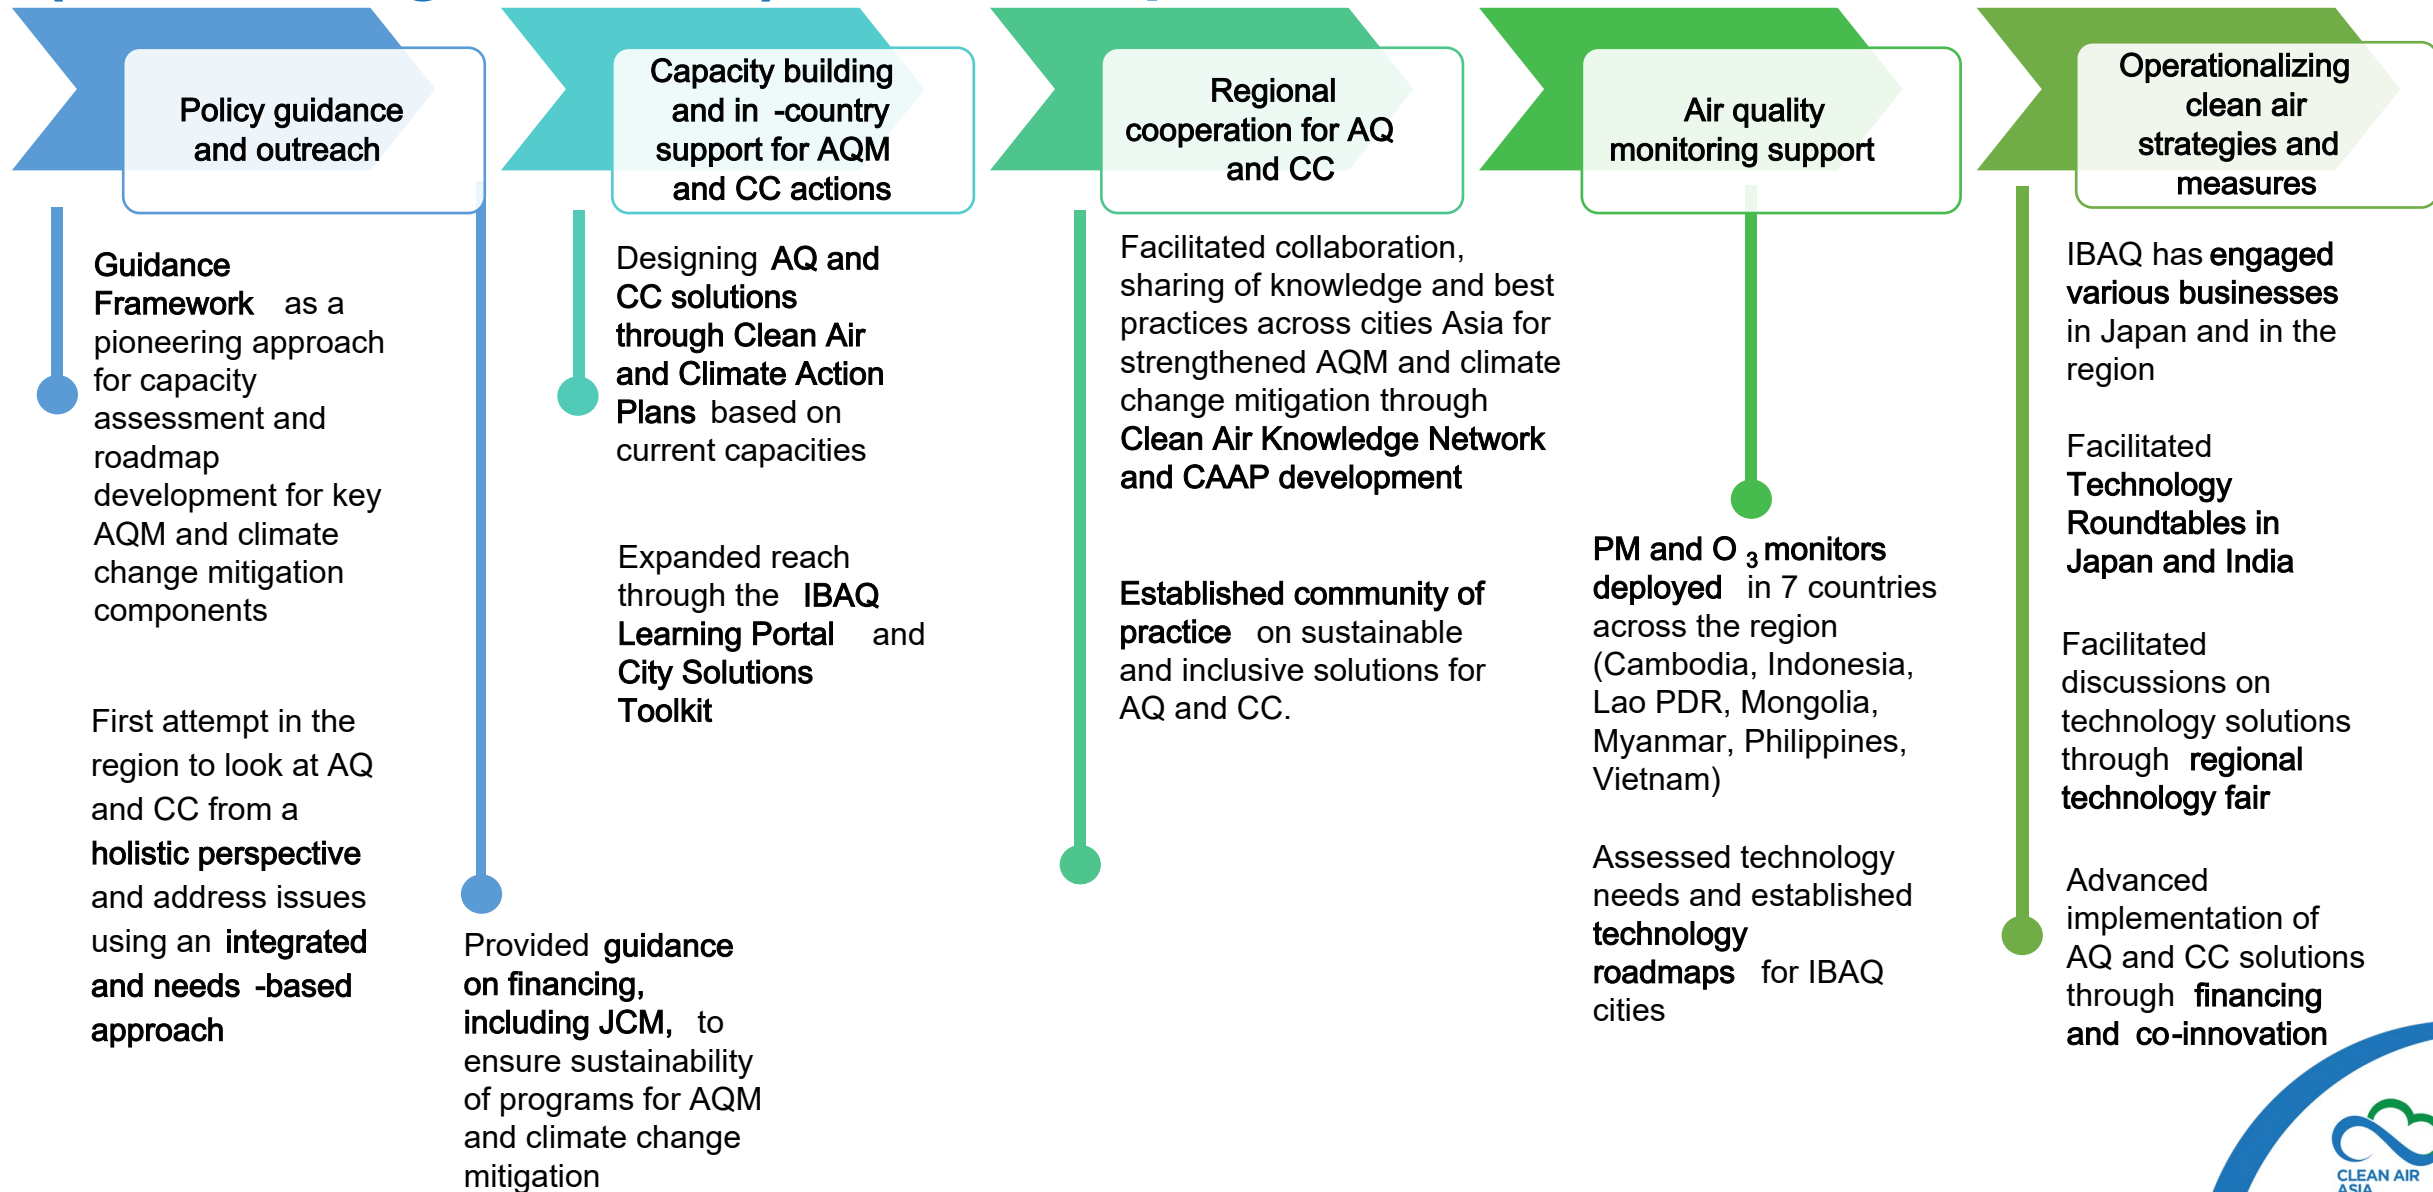 Policy guidance
and outreach
Guidance
Framework as a
pioneering approach
for capacity
assessment and
roadmap
development for key
AQM and climate
change mitigation
components
First attempt in the
region to look at AQ
and CC from a
holistic perspective
and address issues
using an integrated
and needs -based
approach
Provided guidance
on financing,
including JCM, to
ensure sustainability
of programs for AQM
and climate change
mitigation
Capacity building
and in -country
support for AQM
and CC actions
Designing AQ and
CC solutions
through Clean Air
and Climate Action
Plans based on
current capacities
Expanded reach
through the IBAQ
Learning Portal and
City Solutions
Toolkit
Regional
cooperation for AQ
and CC
Facilitated collaboration,
sharing of knowledge and best
practices across cities Asia for
strengthened AQM and climate
change mitigation through
Clean Air Knowledge Network
and CAAP development
Established community of
practice on sustainable
and inclusive solutions for
AQ and CC.
Air quality
monitoring support
PM and O 3 monitors
deployed in 7 countries
across the region
(Cambodia, Indonesia,
Lao PDR, Mongolia,
Myanmar, Philippines,
Vietnam)
Assessed technology
needs and established
technology
roadmaps for IBAQ
cities
Operationalizing
clean air
strategies and
measures
IBAQ has engaged
various businesses
in Japan and in the
region
Facilitated
Technology
Roundtables in
Japan and India
Facilitated
discussions on
technology solutions
through regional
technology fair
Advanced
implementation of
AQ and CC solutions
through financing
and co-innovation
CLEAN AIR
ASIA